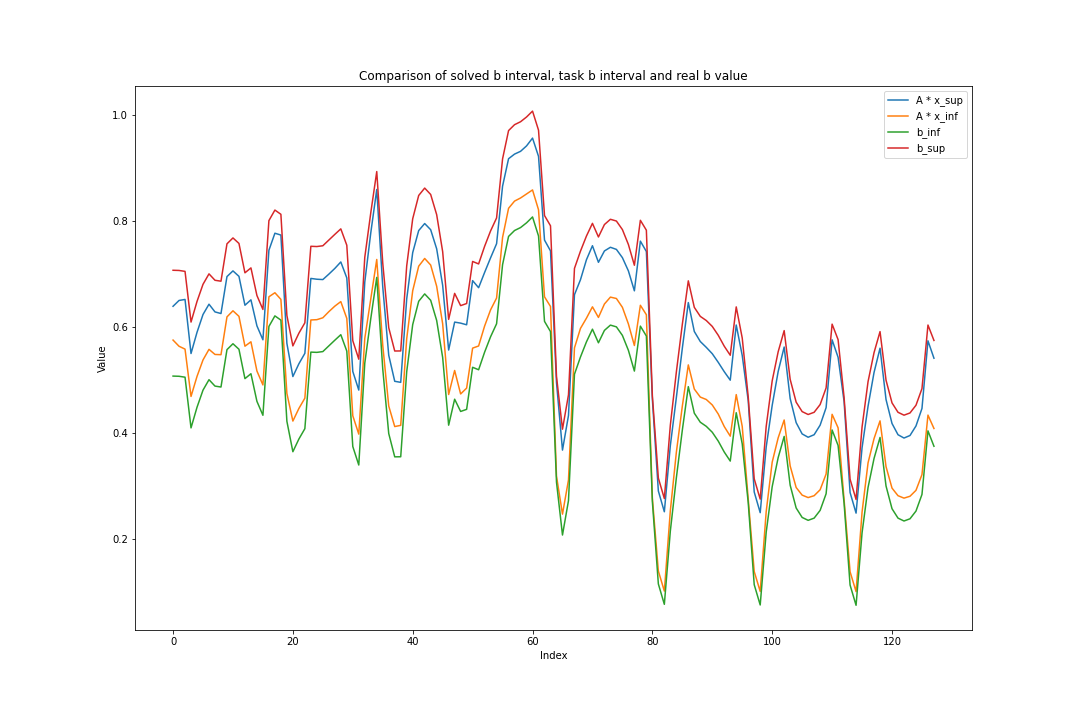 Comparison of solved b interval, task b interval and real b value
A * x_sup
A * x_inf
b_inf
b_sup
1.0
0.8
0.6
0.4
0.2
Value
0 20 40 60 80 100 120
Index